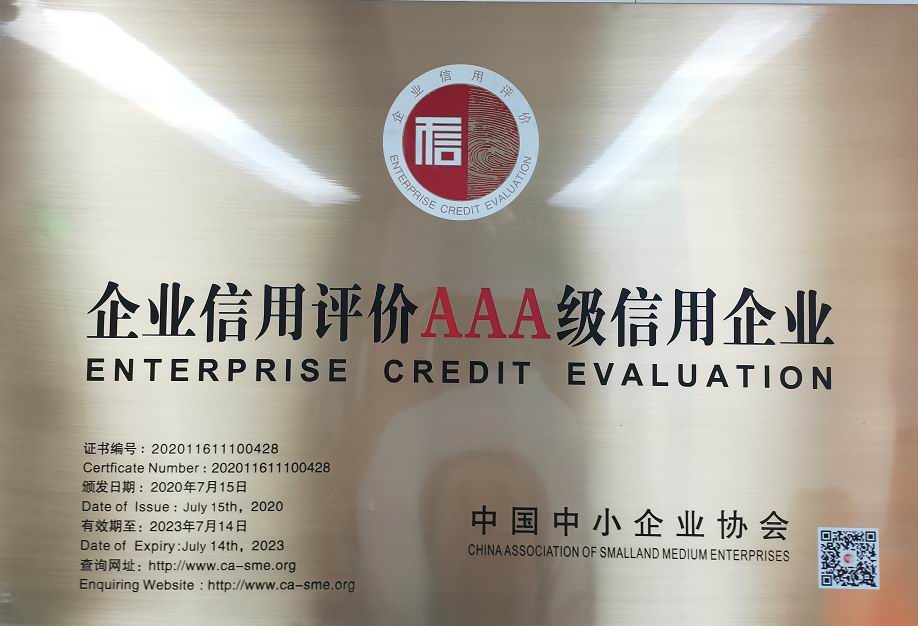 企业信用评价
信
ENTERPRISE CREDIT EVALUATION
企业信用评价AAA级信用企业
ENTERPRISE CREDIT EVALUATION
证书编号：202011611100428
Certficate Number : 202011611100428
颁发日期：2020年7月15日
Date of Issue : July 15th, 2020
有效期至：2023年7月14日
Date of Expiry:July 14th, 2023
查询网址：http://www.ca-sme.org
Enquiring Website : http://www.ca-sme.org
中国中小企业协会
CHINA ASSOCIATION OF SMALLAND MEDIUM ENTERPRISES